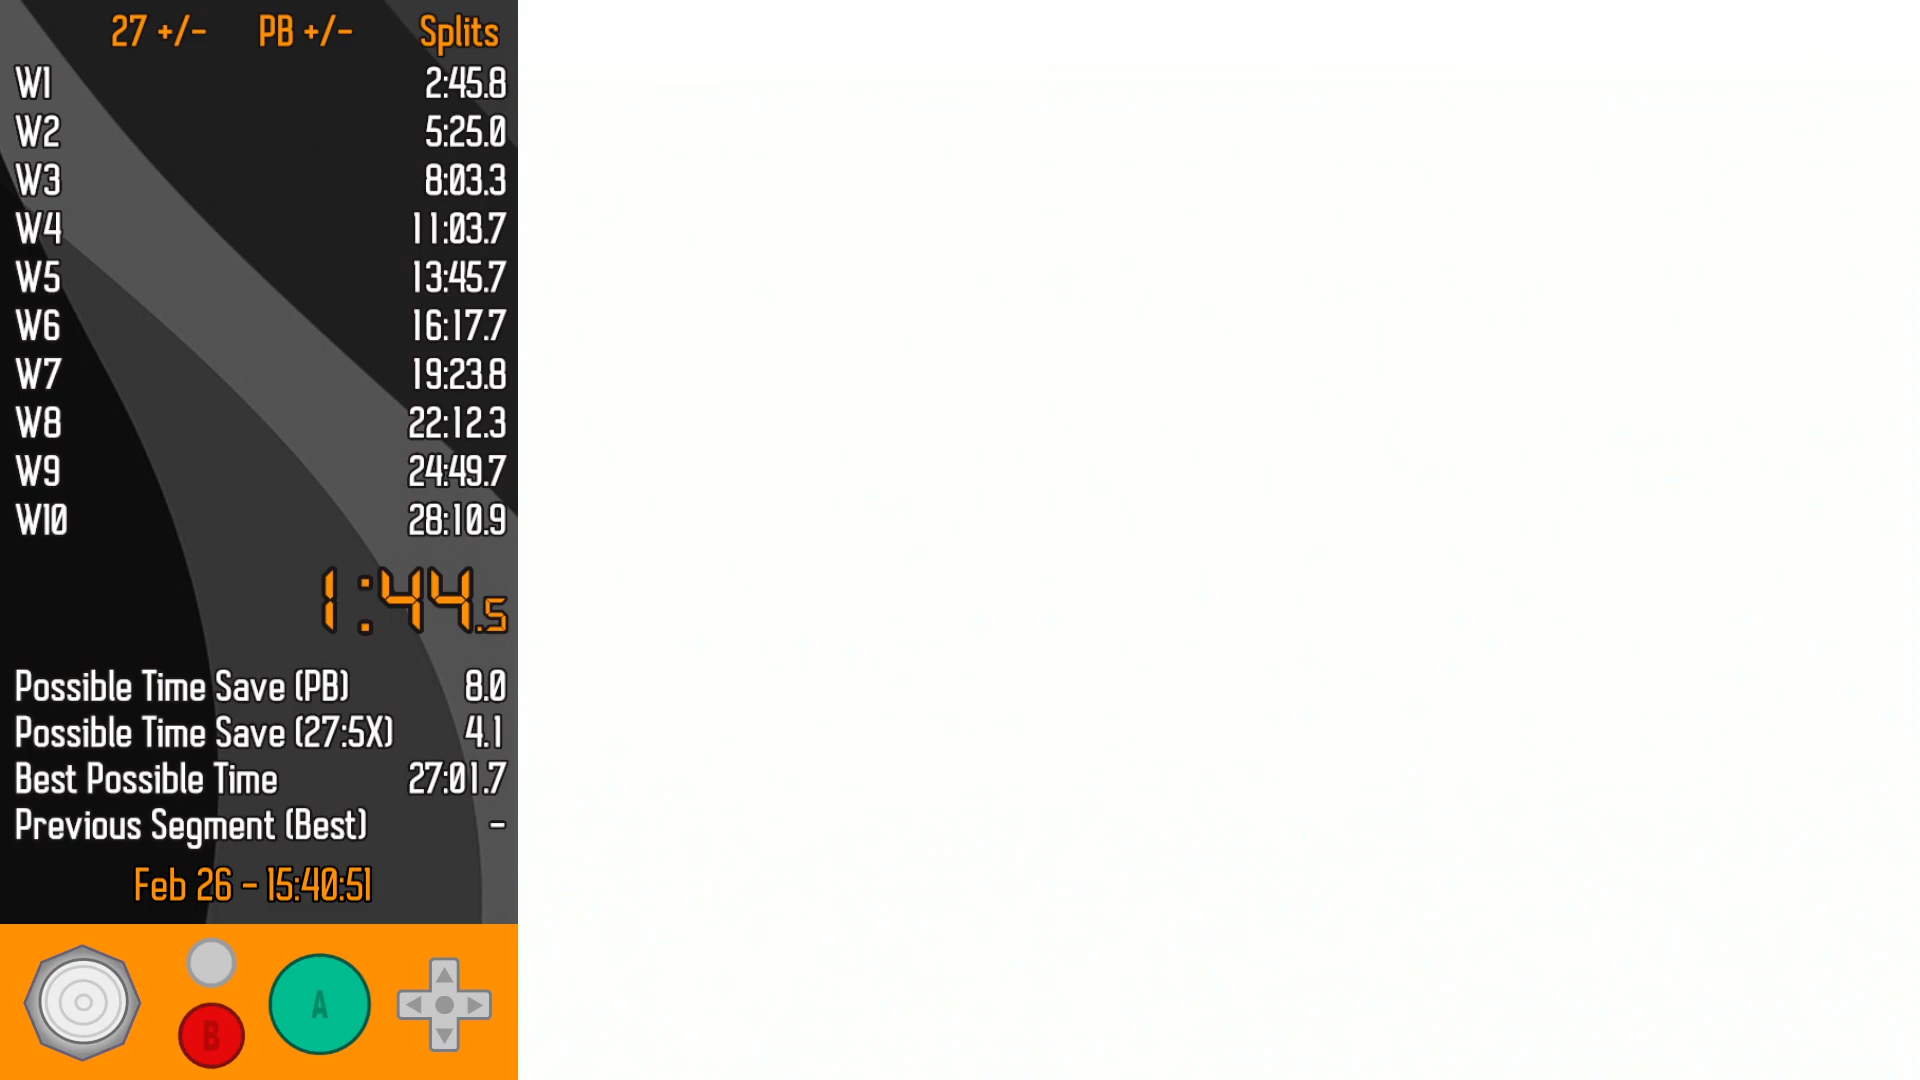 27 +/- PB +/- Splits
W1 2:45.8
W2 5:25.0
W3 8:03.3
W4 11:03.7
W5 13:45.7
W6 16:17.7
W7 19:23.8
W8 22:12.3
W9 24:49.7
W10 28:10.9
1:44.5
Possible Time Save (PB) 8.0
Possible Time Save (27:5X) 4.1
Best Possible Time 27:01.7
Previous Segment (Best) -
Feb 26 - 15:40:51
A
B